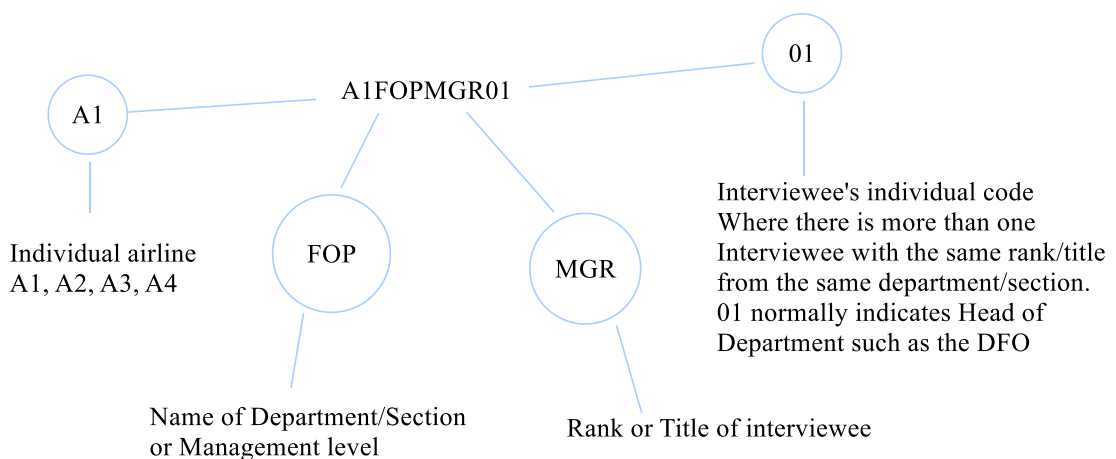 01
A1FOPMGR01
A1
Interviewee's individual code
Where there is more than one
Interviewee with the same rank/title
from the same department/section.
01 normally indicates Head of
Department such as the DFO
Individual airline
A1, A2, A3, A4
FOP
MGR
Name of Department/Section
or Management level
Rank or Title of interviewee